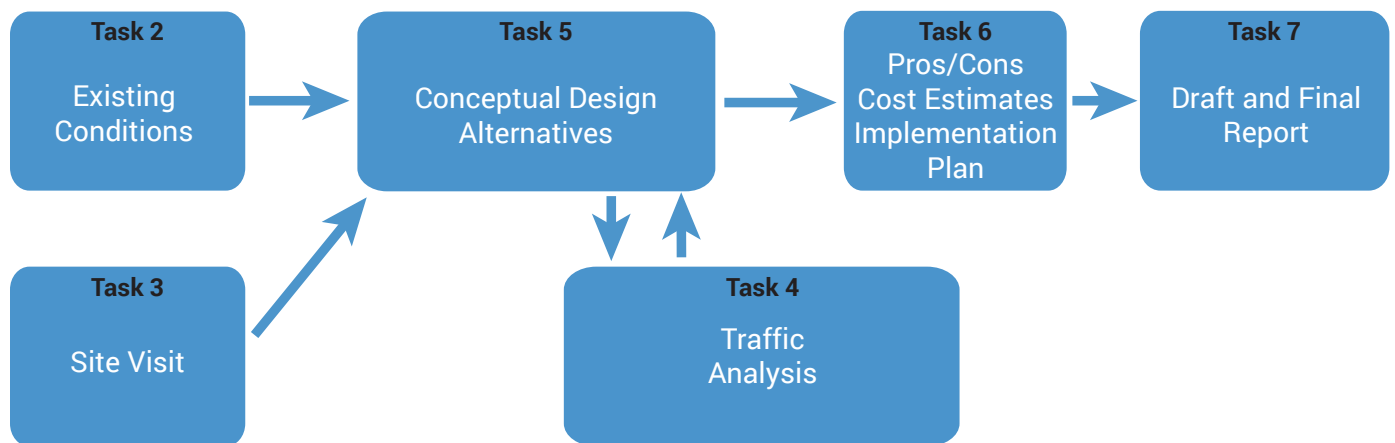 Task 2
Existing
Conditions
Task 5
Conceptual Design
Alternatives
Task 6
Pros/Cons
Cost Estimates
Implementation
Plan
Task 7
Draft and Final
Report
Task 3
Site Visit
Task 4
Traffic
Analysis